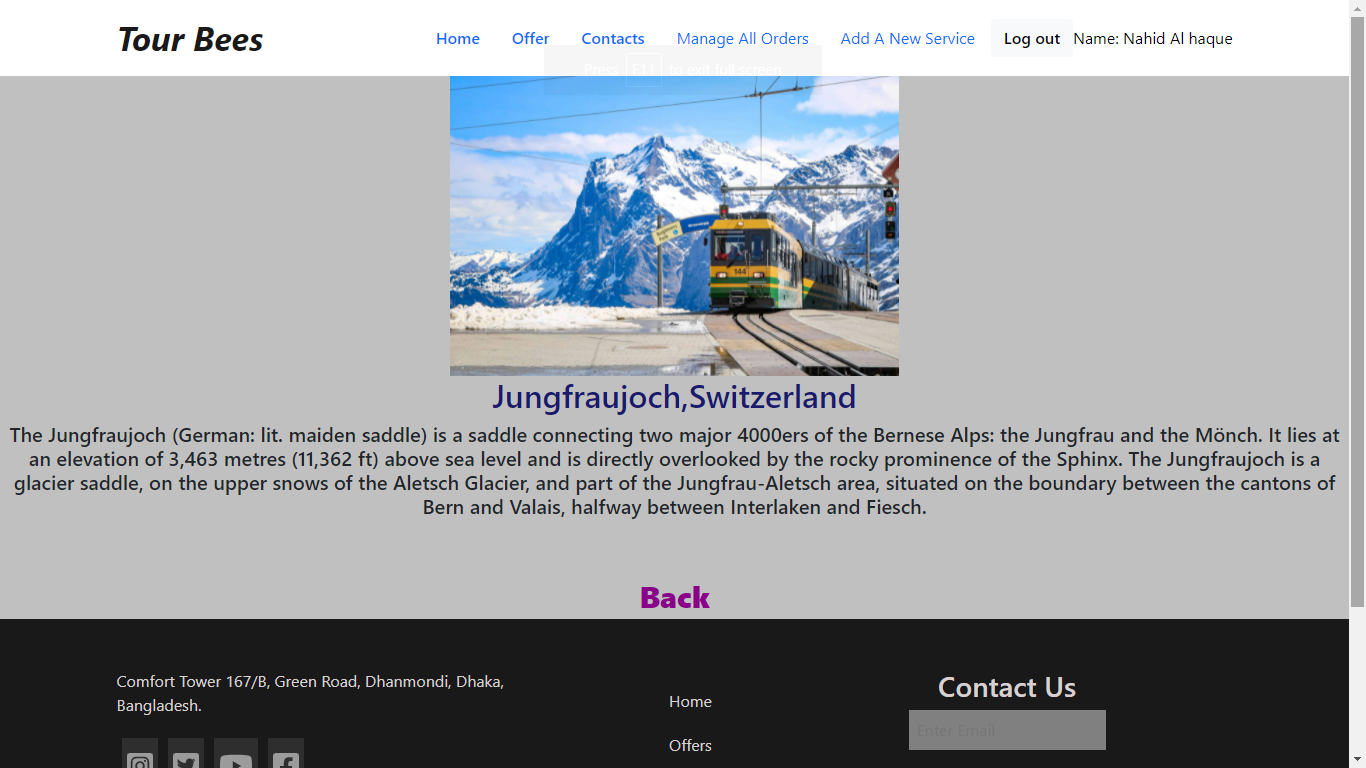 Tour Bees
Home Offer Contacts Manage All Orders Add A New Service Log out Name: Nahid Al haque
Press F11 to exit full screen
144
Jungfraujoch,Switzerland
The Jungfraujoch (German: lit. maiden saddle) is a saddle connecting two major 4000ers of the Bernese Alps: the Jungfrau and the Mönch. It lies at
an elevation of 3,463 metres (11,362 ft) above sea level and is directly overlooked by the rocky prominence of the Sphinx. The Jungfraujoch is a
glacier saddle, on the upper snows of the Aletsch Glacier, and part of the Jungfrau-Aletsch area, situated on the boundary between the cantons of
Bern and Valais, halfway between Interlaken and Fiesch.
Back
Comfort Tower 167/B, Green Road, Dhanmondi, Dhaka,
Bangladesh.
Home
Offers
Contact Us
Enter Email